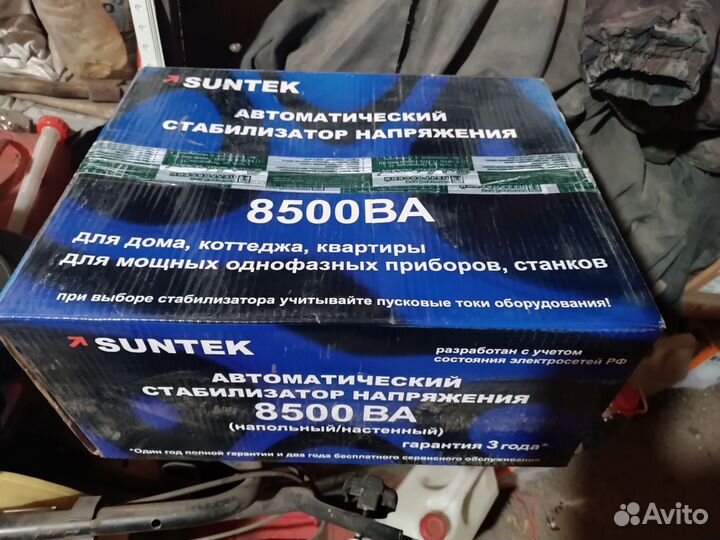 SUNTEK
АВТОМАТИЧЕСКИЙ
СТАБИЛИЗАТОР НАПРЯЖЕНИЯ
8500ВА
для дома, коттеджа, квартиры
для мощных однофазных приборов, станков
при выборе стабилизатора учитывайте пусковые токи оборудования!
SUNTEK
разработан с учетом
состояния электросетей РФ
АВТОМАТИЧЕСКИЙ
СТАБИЛИЗАТОР НАПРЯЖЕНИЯ
8500 ВА
(напольный/настенный)
гарантия 3 года*
*Один год полной гарантии и два года бесплатного сервисного обслуживания
Avito